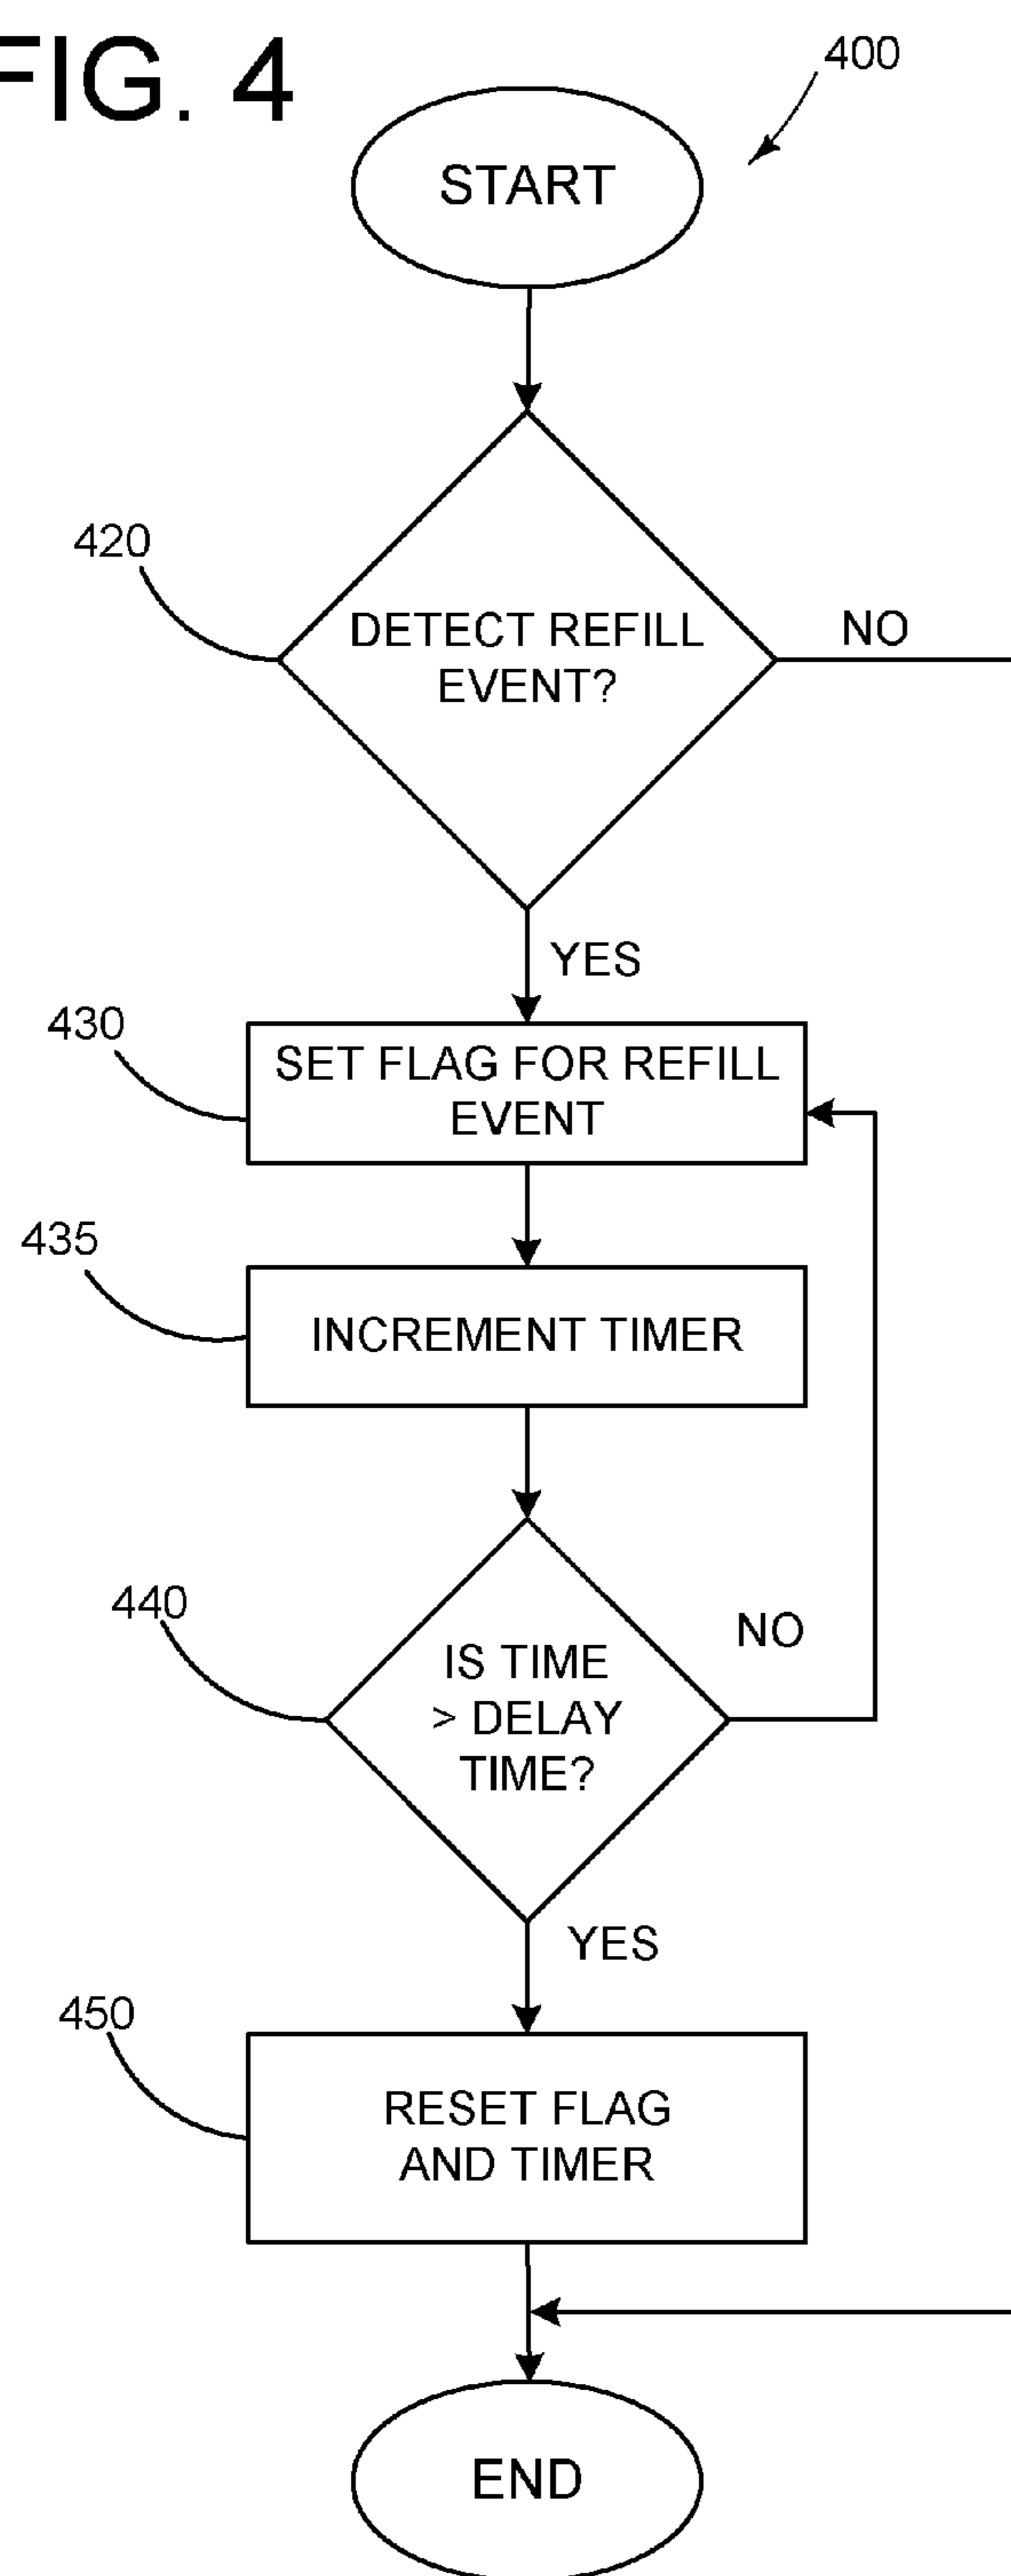 FIG. 4
400
START
420
DETECT REFILL
EVENT?
NO
YES
430
SET FLAG FOR REFILL
EVENT
435
INCREMENT TIMER
440
IS TIME
> DELAY
TIME?
NO
YES
450
RESET FLAG
AND TIMER
END